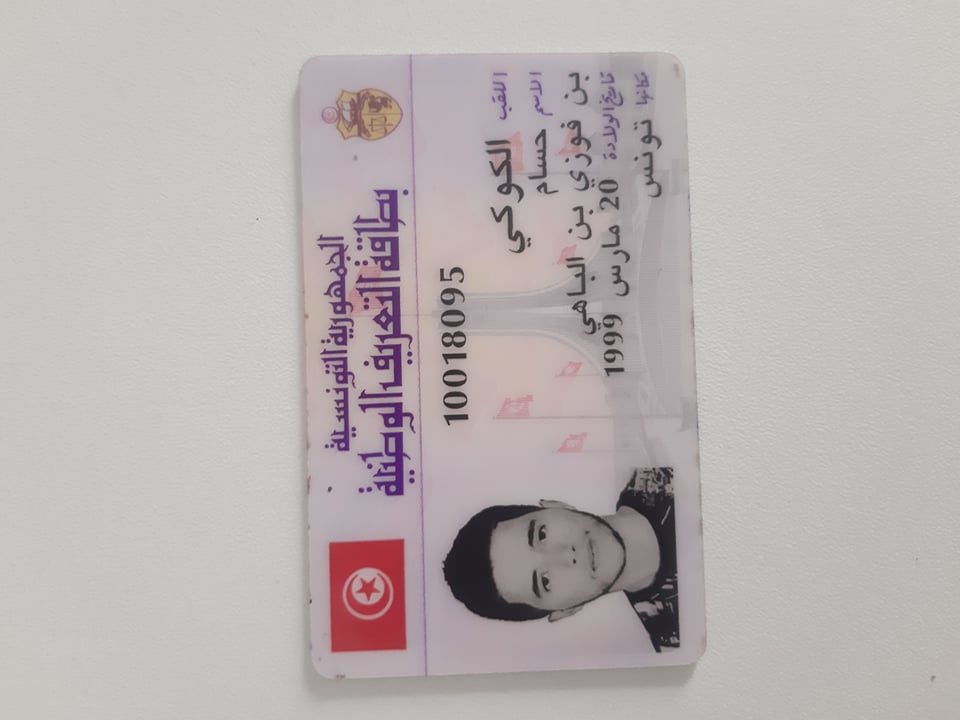 الجمهورية التونسية
بطاقة التعريف الوطنية
10018095
اللقب الكوكي
الاسم حسام
بن فوزي بن الباهي
تاريخ الولادة 20 مارس 1999
مكانها تونس